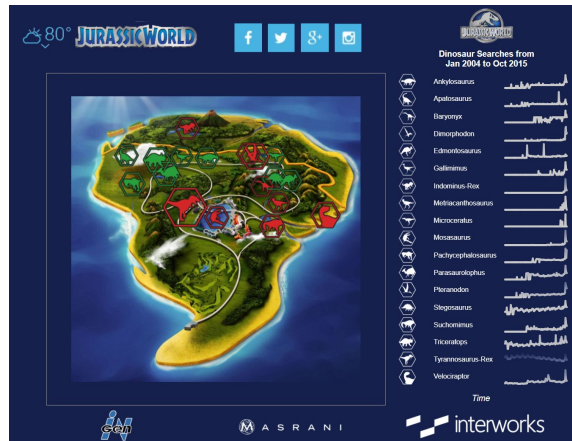 80°
JURASSIC WORLD
f
g+
JURASSIC WORLD
Dinosaur Searches from
Jan 2004 to Oct 2015
Ankylosaurus
Apatosaurus
Baryonyx
Dimorphodon
Edmontosaurus
Gallimimus
Indominus-Rex
Metriacanthosaurus
Microceratus
Mosasaurus
Pachycephalosaurus
Parasaurolophus
Pteranodon
Stegosaurus
Suchomimus
Triceratops
Tyrannosaurus-Rex
Velociraptor
Time
InGen
M MASRANI
interworks